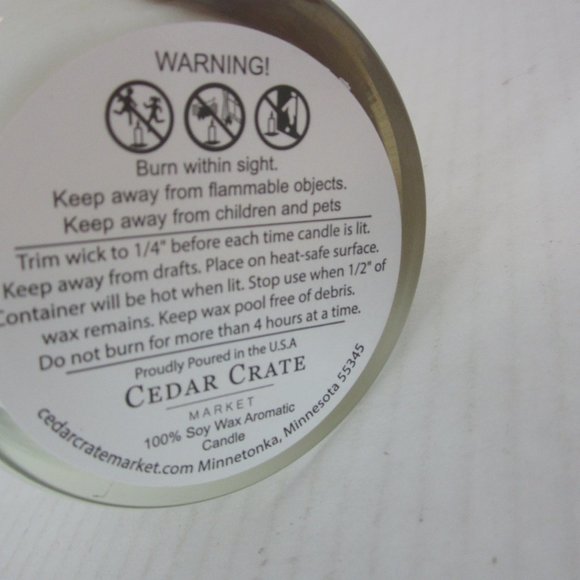 WARNING!
Burn within sight.
Keep away from flammable objects.
Keep away from children and pets
Trim wick to 1/4" before each time candle is lit.
Keep away from drafts. Place on heat-safe surface.
Container will be hot when lit. Stop use when 1/2" of
wax remains. Keep wax pool free of debris.
Do not burn for more than 4 hours at a time.
Proudly Poured in the U.S.A
CEDAR CRATE
MARKET
100% Soy Wax Aromatic
Candle
cedarcratemarket.com Minnetonka, Minnesota 55345